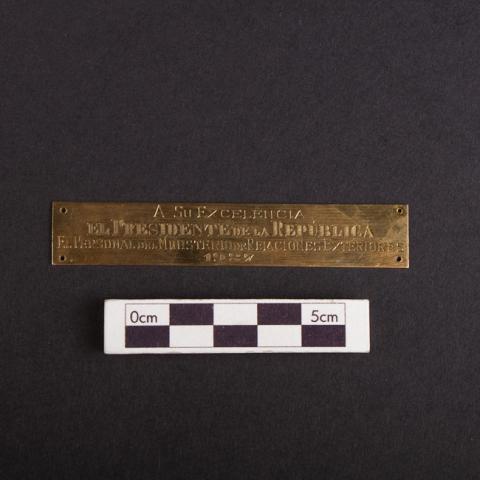 A SU EXCELENCIA
EL PRESIDENTE DE LA REPÚBLICA
EL PERSONAL DEL MINISTERIO DE RELACIONES EXTERIORES
0cm 5cm